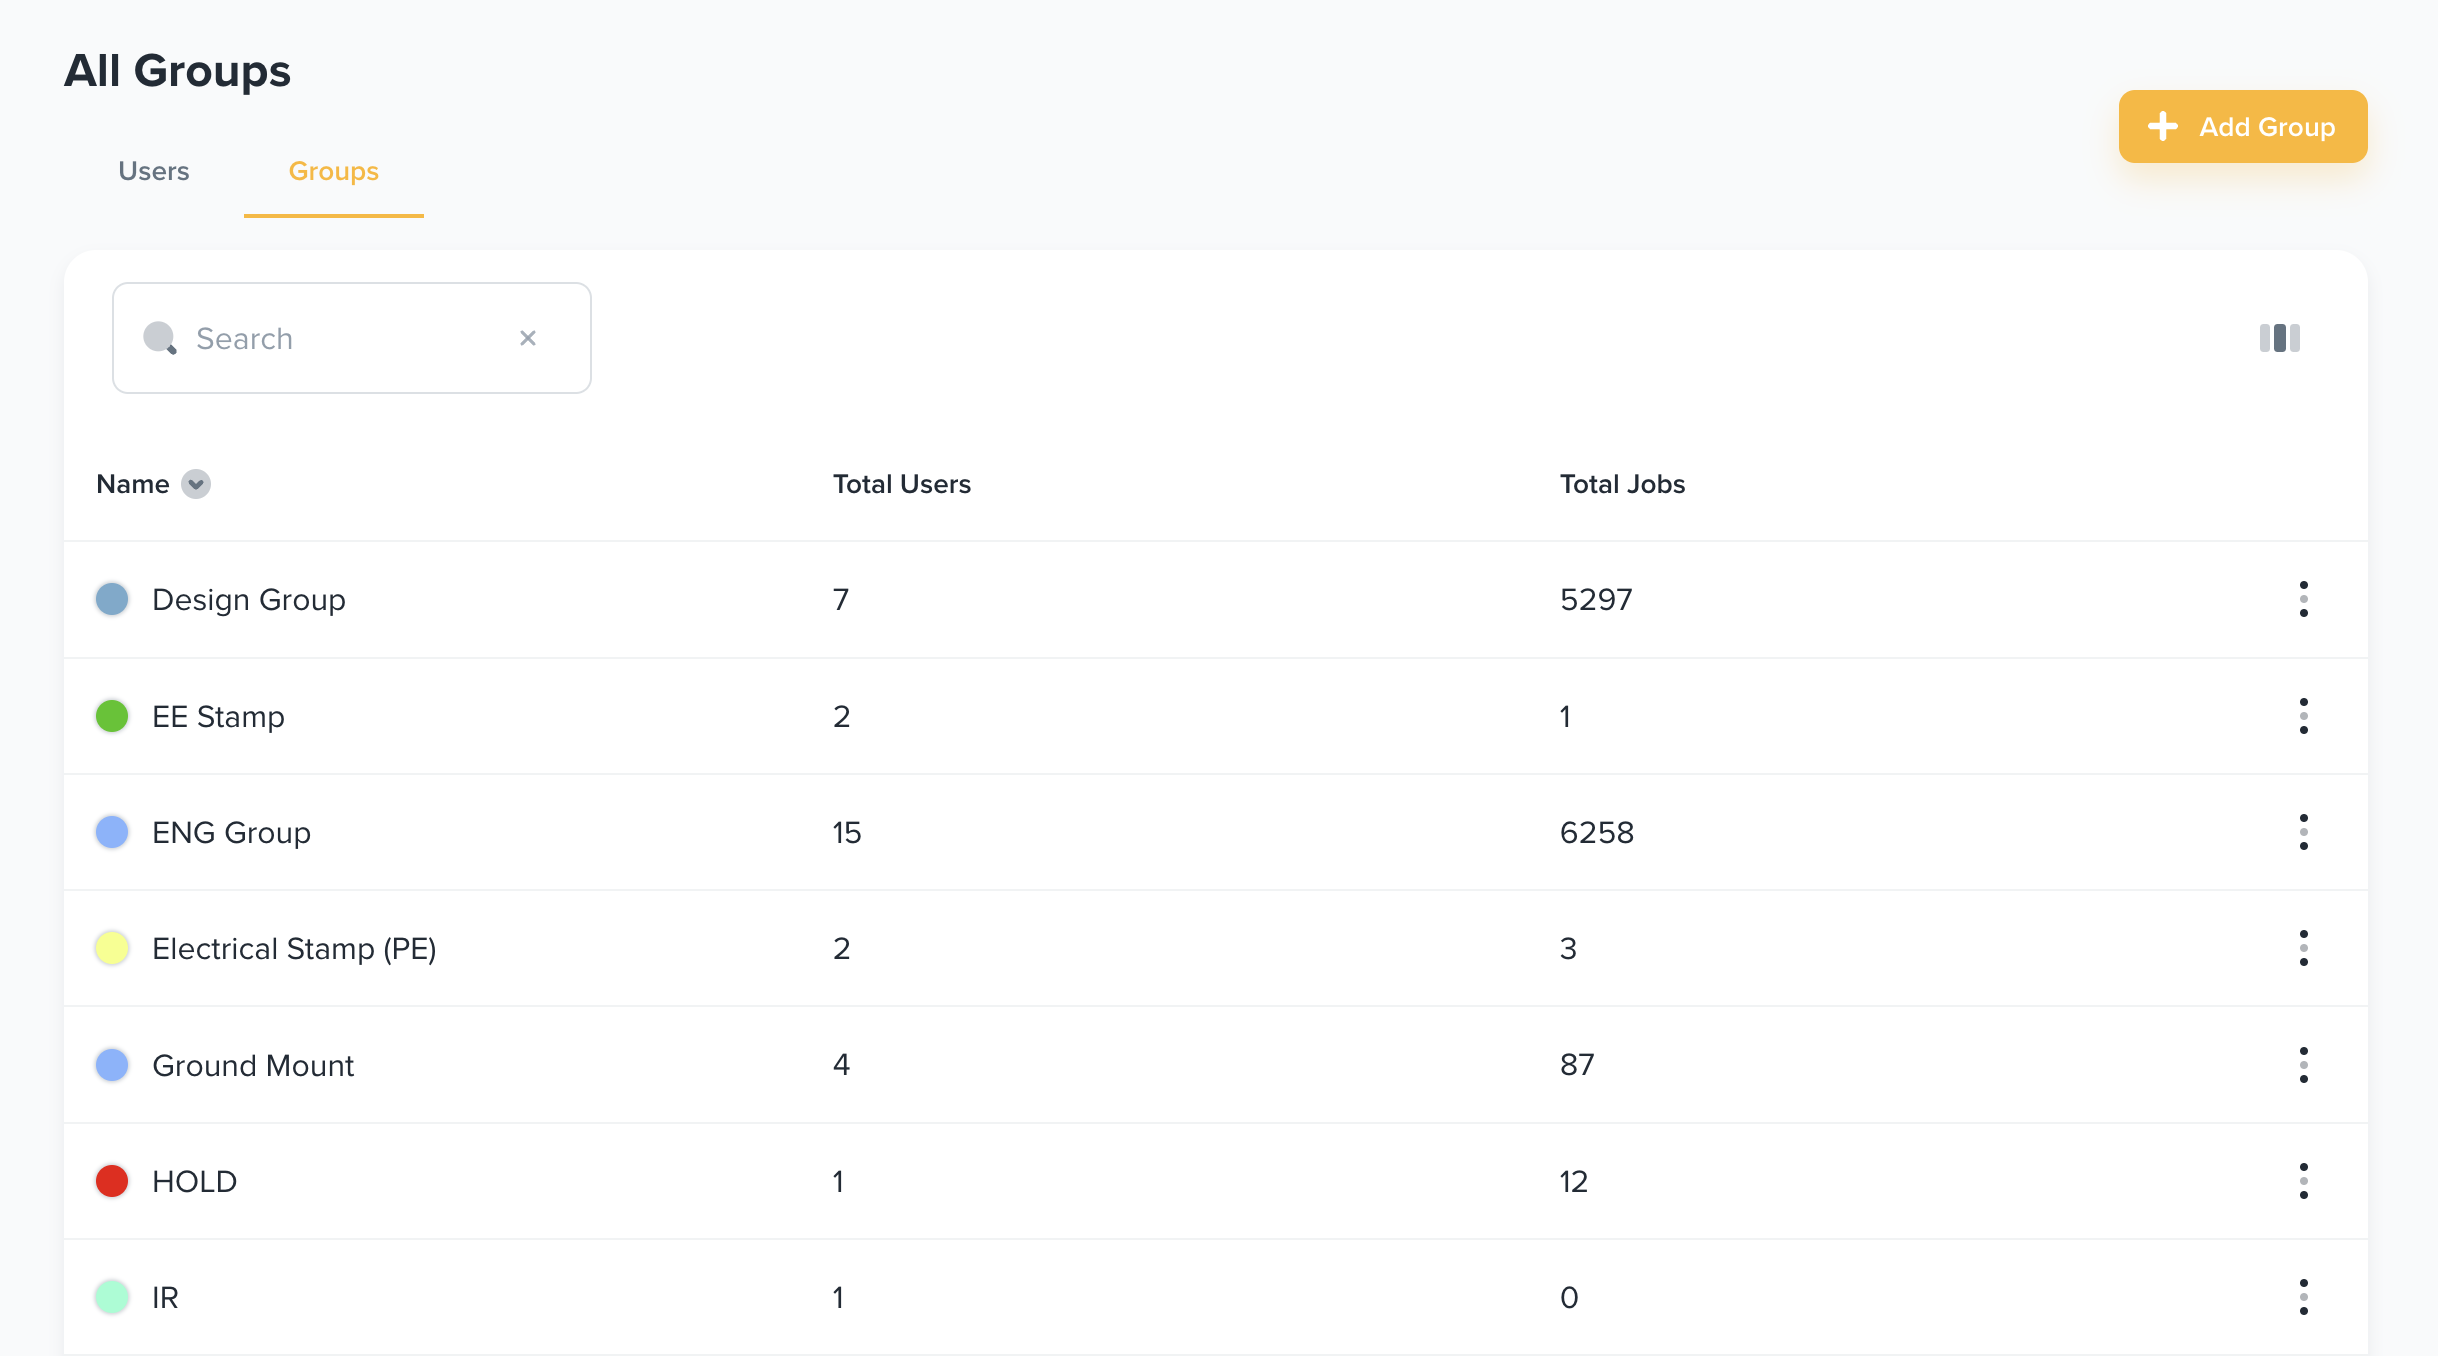 All Groups
Add Group
Users Groups
Search
Name Total Users Total Jobs
Design Group 7 5297
EE Stamp 2 1
ENG Group 15 6258
Electrical Stamp (PE) 2 3
Ground Mount 4 87
HOLD 1 12
IR 1 0